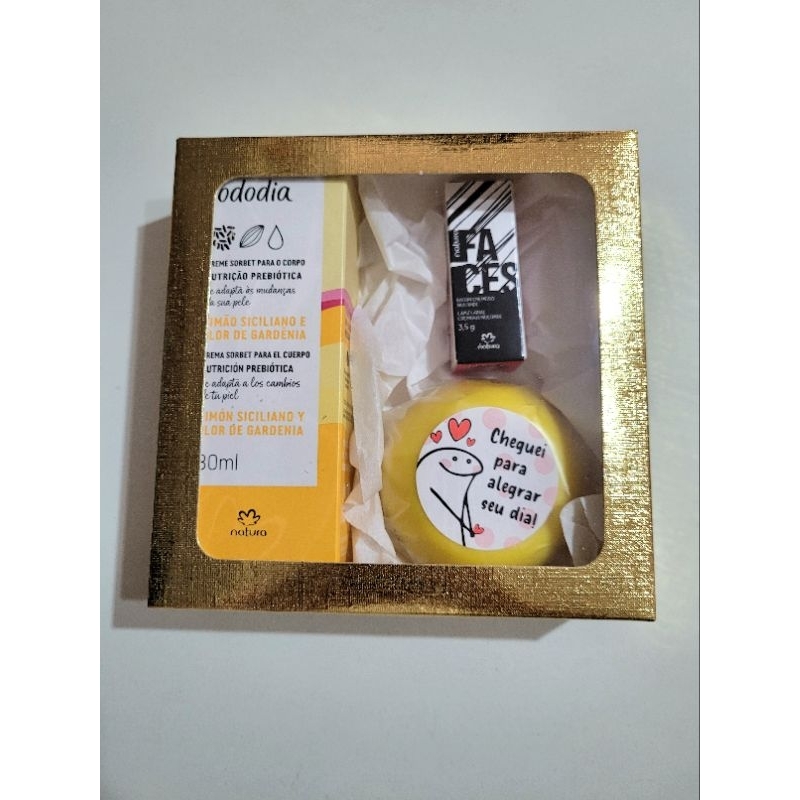 ododia
REME SORBET PARA O CORPO
UTRIÇÃO PREBIÓTICA
e adapta às mudanças
a sua pele
IMÃO SICILIANO E
LOR DE GARDENIA
REMA SORBET PARA EL CUERPO
UTRICIÓN PREBIÓTICA
e adapta a los cambios
e tu piel
IMÓN SICILIANO Y
LOR DE GARDENIA
80ml
natura
natura
FA
CES
3,5 g
natura
Cheguei
para
alegrar
seu dia!